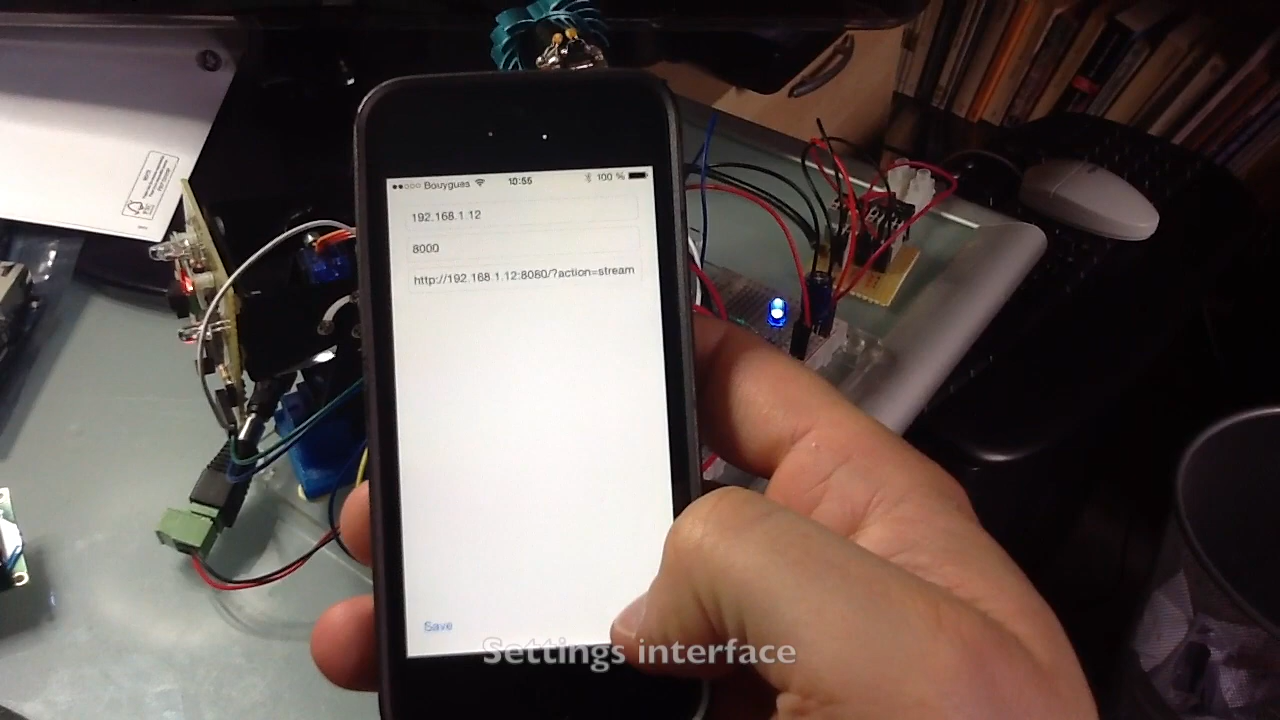 Bouygues 10:55 100 %
192.168.1.12
8000
http://192.168.1.12:8080/?action=stream
Save
Settings interface